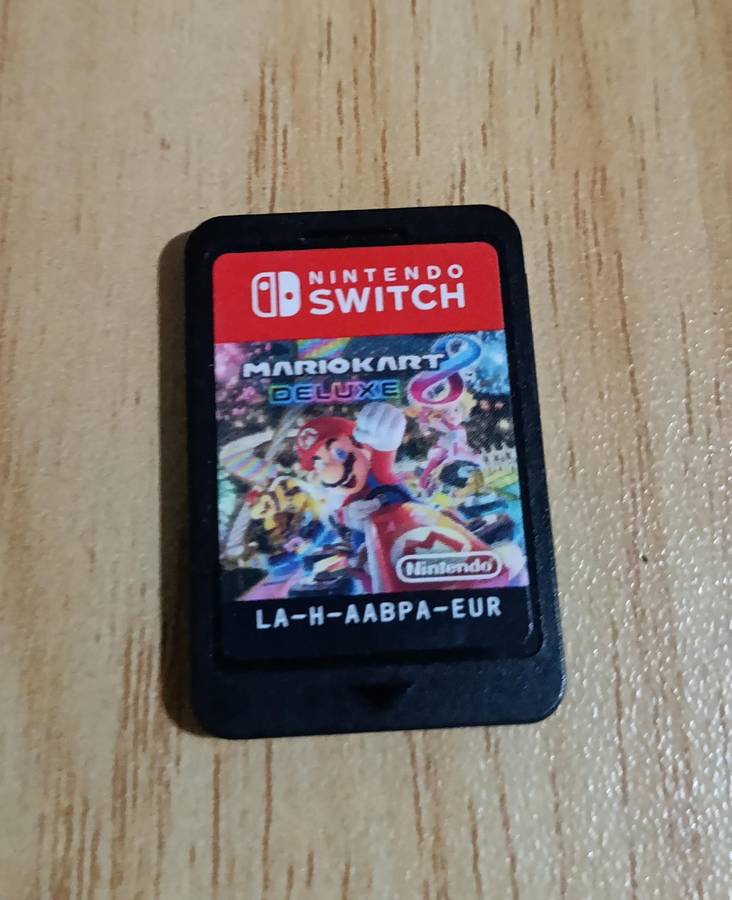 NINTENDO
SWITCH
MARIOKART 8
DELUXE
Nintendo
LA-H-AABPA-EUR